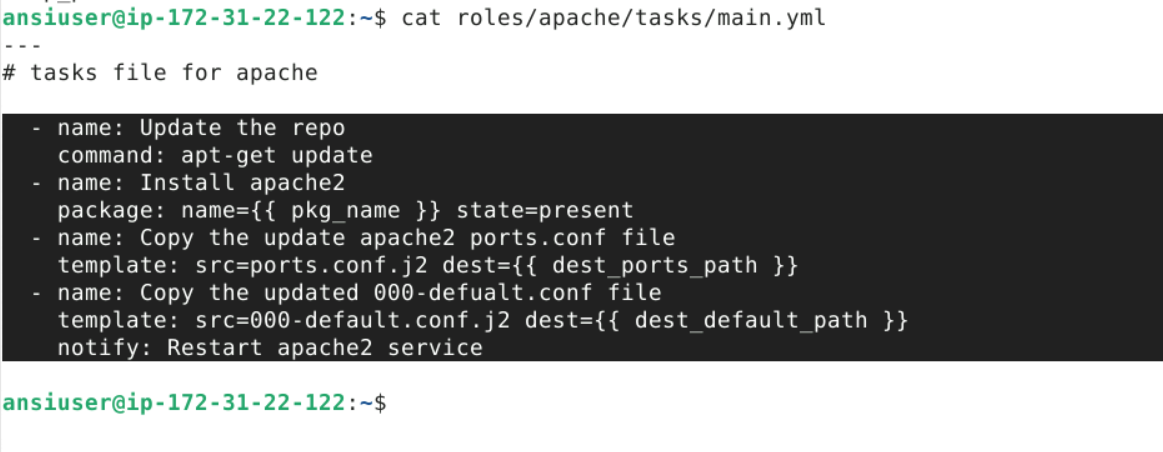 ansiuser@ip-172-31-22-122:~$ cat roles/apache/tasks/main.yml
---
# tasks file for apache
- name: Update the repo
command: apt-get update
- name: Install apache2
package: name={{ pkg_name }} state=present
- name: Copy the update apache2 ports.conf file
template: src=ports.conf.j2 dest={{ dest_ports_path }}
- name: Copy the updated 000-defualt.conf file
template: src=000-default.conf.j2 dest={{ dest_default_path }}
notify: Restart apache2 service
ansiuser@ip-172-31-22-122:~$